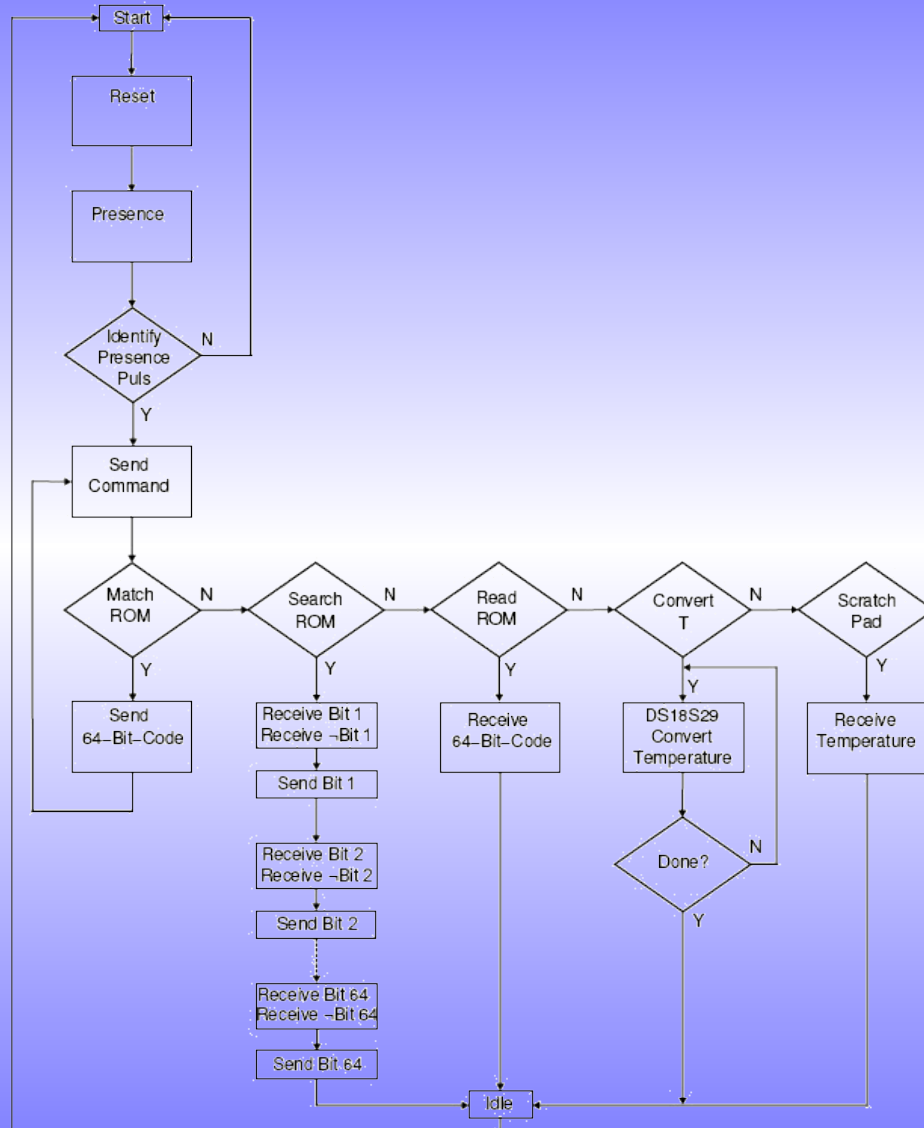 Start
Reset
Presence
Identify
Presence
Puls
N
Y
Send
Command
Match
ROM
N
Y
Search
ROM
N
Y
Read
ROM
N
Y
Convert
T
N
Y
Scratch
Pad
Y
Send
64–Bit–Code
Receive Bit 1
Receive ¬Bit 1
Send Bit 1
Receive Bit 2
Receive ¬Bit 2
Send Bit 2
Receive Bit 64
Receive ¬Bit 64
Send Bit 64
Receive
64–Bit–Code
DS18S29
Convert
Temperature
Done?
N
Y
Receive
Temperature
Idle